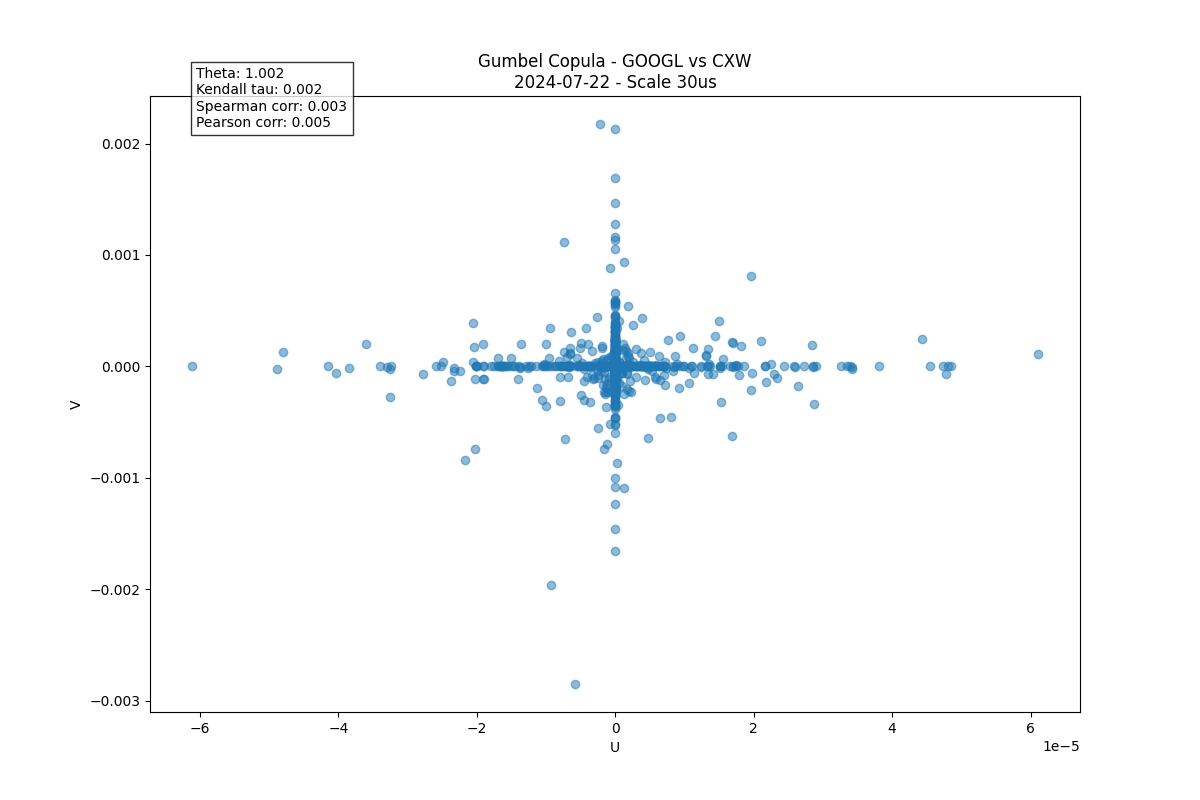 Gumbel Copula - GOOGL vs CXW
2024-07-22 - Scale 30us
Theta: 1.002
Kendall tau: 0.002
Spearman corr: 0.003
Pearson corr: 0.005
0.002
0.001
0.000
−0.001
−0.002
−0.003
V
−6 −4 −2 0 2 4 6
U
1e−5